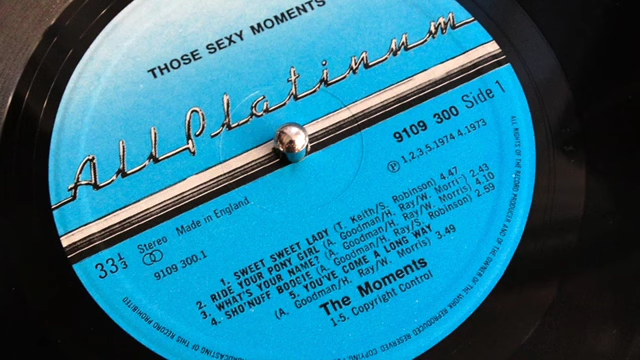 THOSE SEXY MOMENTS
All Platinum
9109 300 Side 1
Ⓟ 1,2,3,5.1974 4.1973
33⅓ Stereo Made in England
9109 300.1
1. SWEET SWEET LADY (T. Keith/S. Robinson) 4.47
2. RIDE YOUR PONY GIRL (A. Goodman/H. Ray/W. Morris) 2.43
3. WHAT'S YOUR NAME? (A. Goodman/H. Ray/W. Morris) 4.10
4. SHO'NUFF BOOGIE (A. Goodman/H. Ray/S. Robinson) 2.59
5. YOU'VE COME A LONG WAY
(A. Goodman/H. Ray/W. Morris) 3.49
The Moments
1-5. Copyright Control
ALL RIGHTS OF THE RECORD PRODUCER AND OF THE OWNER OF THE WORK REPRODUCED RESERVED COPYING
BROADCASTING OF THIS RECORD PROHIBITED